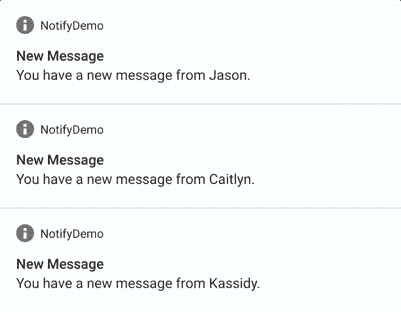 NotifyDemo
New Message
You have a new message from Jason.
NotifyDemo
New Message
You have a new message from Caitlyn.
NotifyDemo
New Message
You have a new message from Kassidy.